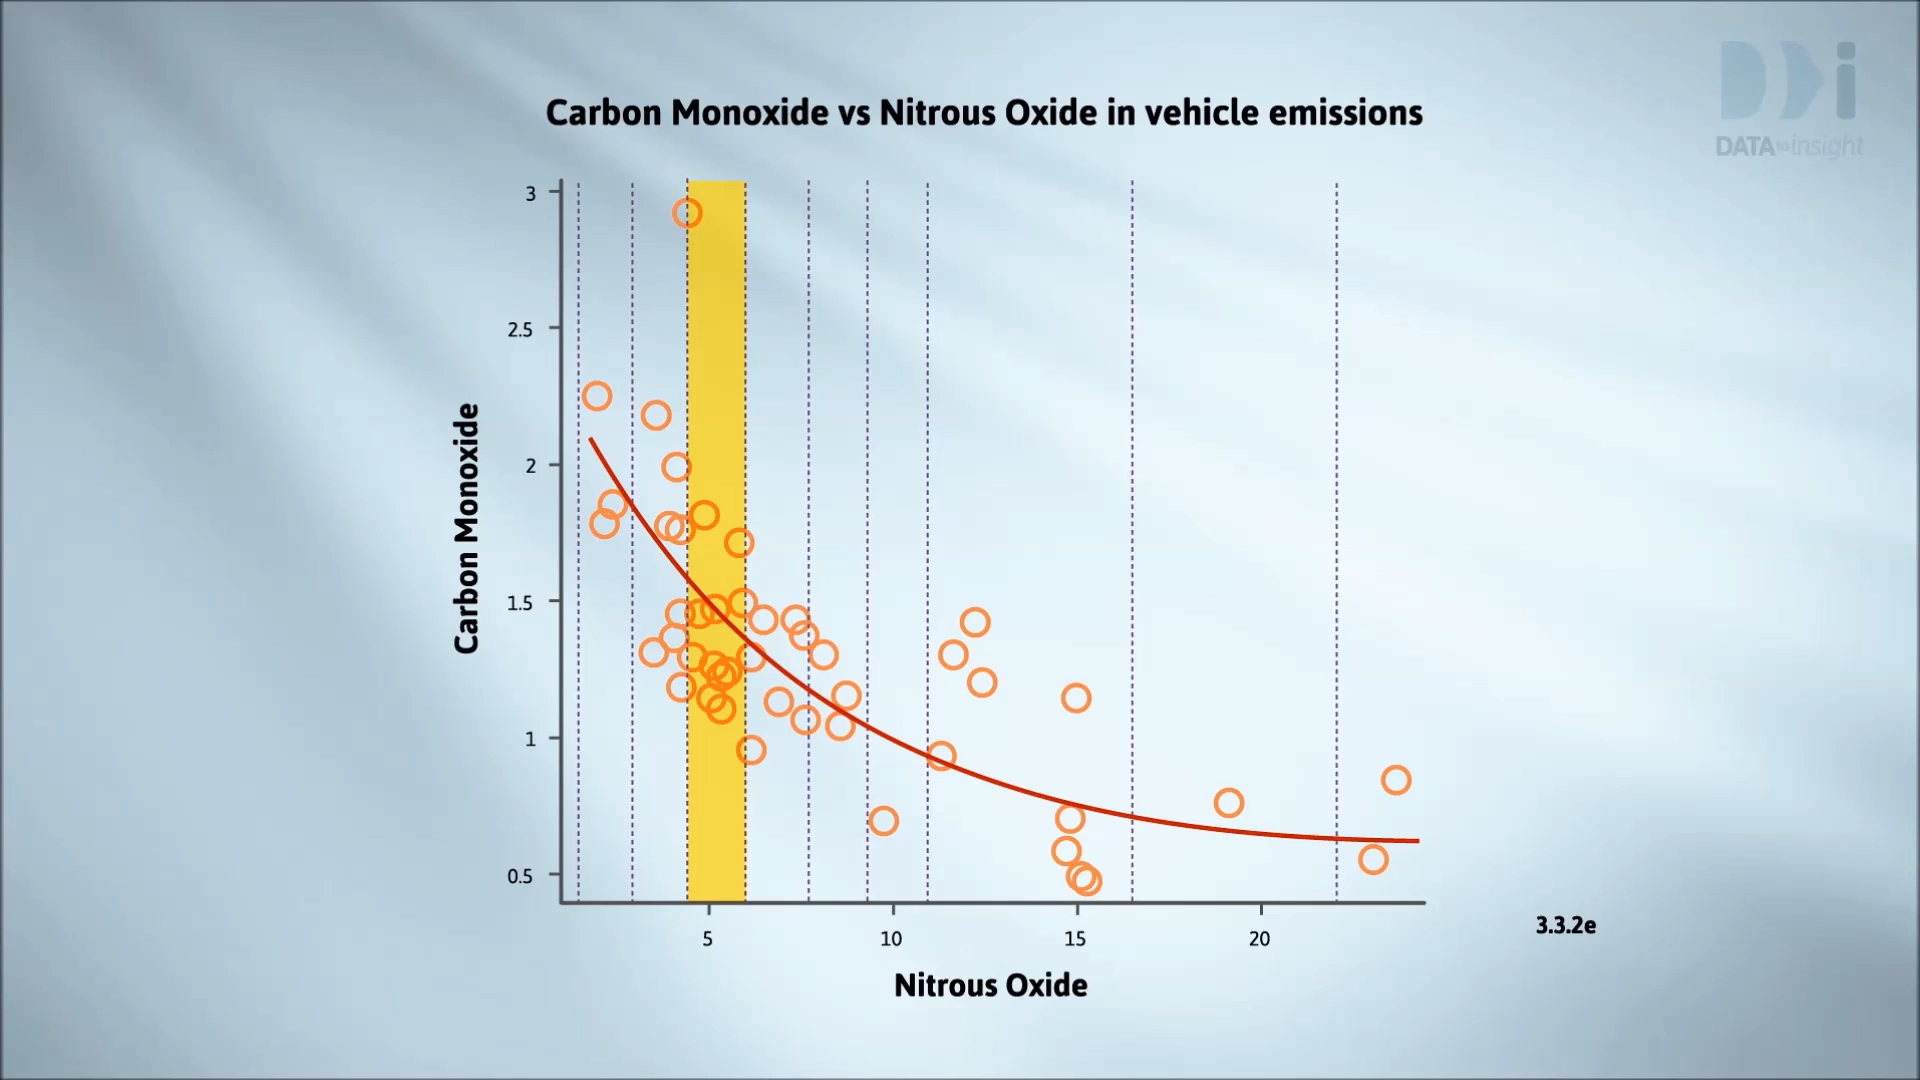 DATA to insight
Carbon Monoxide vs Nitrous Oxide in vehicle emissions
3
2.5
2
1.5
1
0.5
Carbon Monoxide
5 10 15 20
3.3.2e
Nitrous Oxide